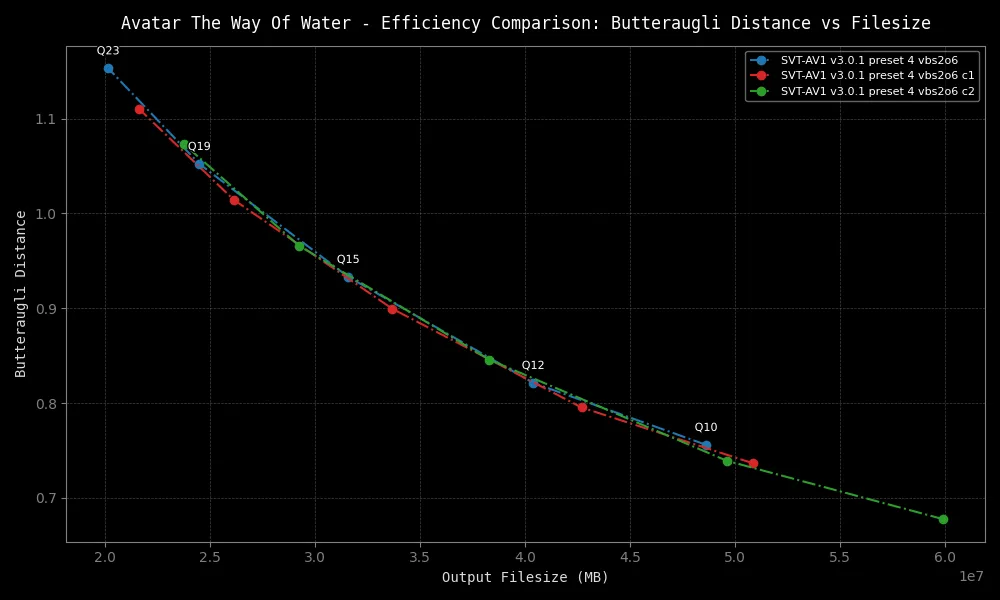 Avatar The Way Of Water - Efficiency Comparison: Butteraugli Distance vs Filesize
Q23
SVT-AV1 v3.0.1 preset 4 vbs2o6
SVT-AV1 v3.0.1 preset 4 vbs2o6 c1
SVT-AV1 v3.0.1 preset 4 vbs2o6 c2
1.1
Q19
1.0
Q15
0.9
Q12
0.8
Q10
0.7
Butteraugli Distance
2.0 2.5 3.0 3.5 4.0 4.5 5.0 5.5 6.0
1e7
Output Filesize (MB)